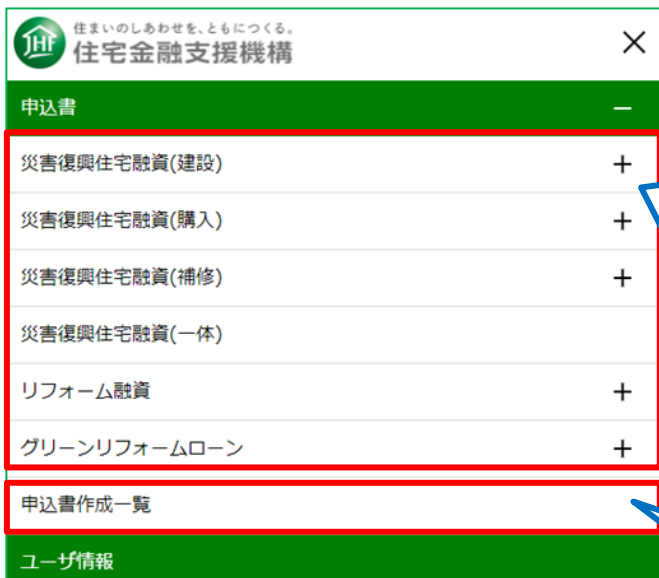 住まいのしあわせを、ともにつくる。
JHF 住宅金融支援機構
申込書
災害復興住宅融資(建設)
災害復興住宅融資(購入)
災害復興住宅融資(補修)
災害復興住宅融資(一体)
リフォーム融資
グリーンリフォームローン
申込書作成一覧
ユーザ情報